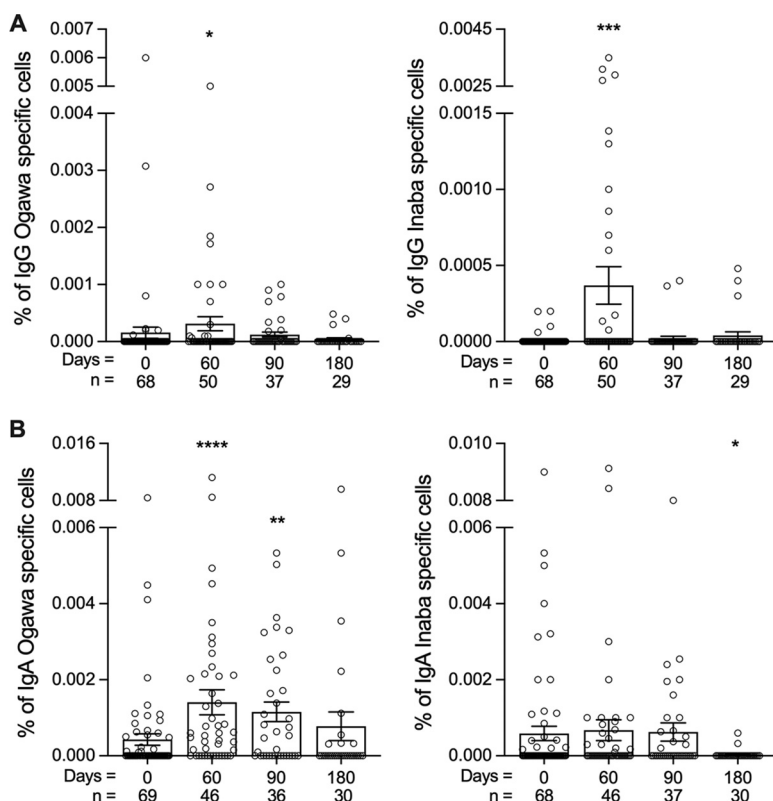 A
% of IgG Ogawa specific cells
0.007
0.006
0.005
0.004
0.003
0.002
0.001
0.000
*
Days = 0 60 90 180
n = 68 50 37 29
% of IgG Inaba specific cells
0.0045
0.0025
0.0015
0.0010
0.0005
0.0000
***
Days = 0 60 90 180
n = 68 50 37 29
B
% of IgA Ogawa specific cells
0.016
0.008
0.006
0.004
0.002
0.000
****
**
Days = 0 60 90 180
n = 69 46 36 30
% of IgA Inaba specific cells
0.010
0.008
0.006
0.004
0.002
0.000
*
Days = 0 60 90 180
n = 68 46 37 30